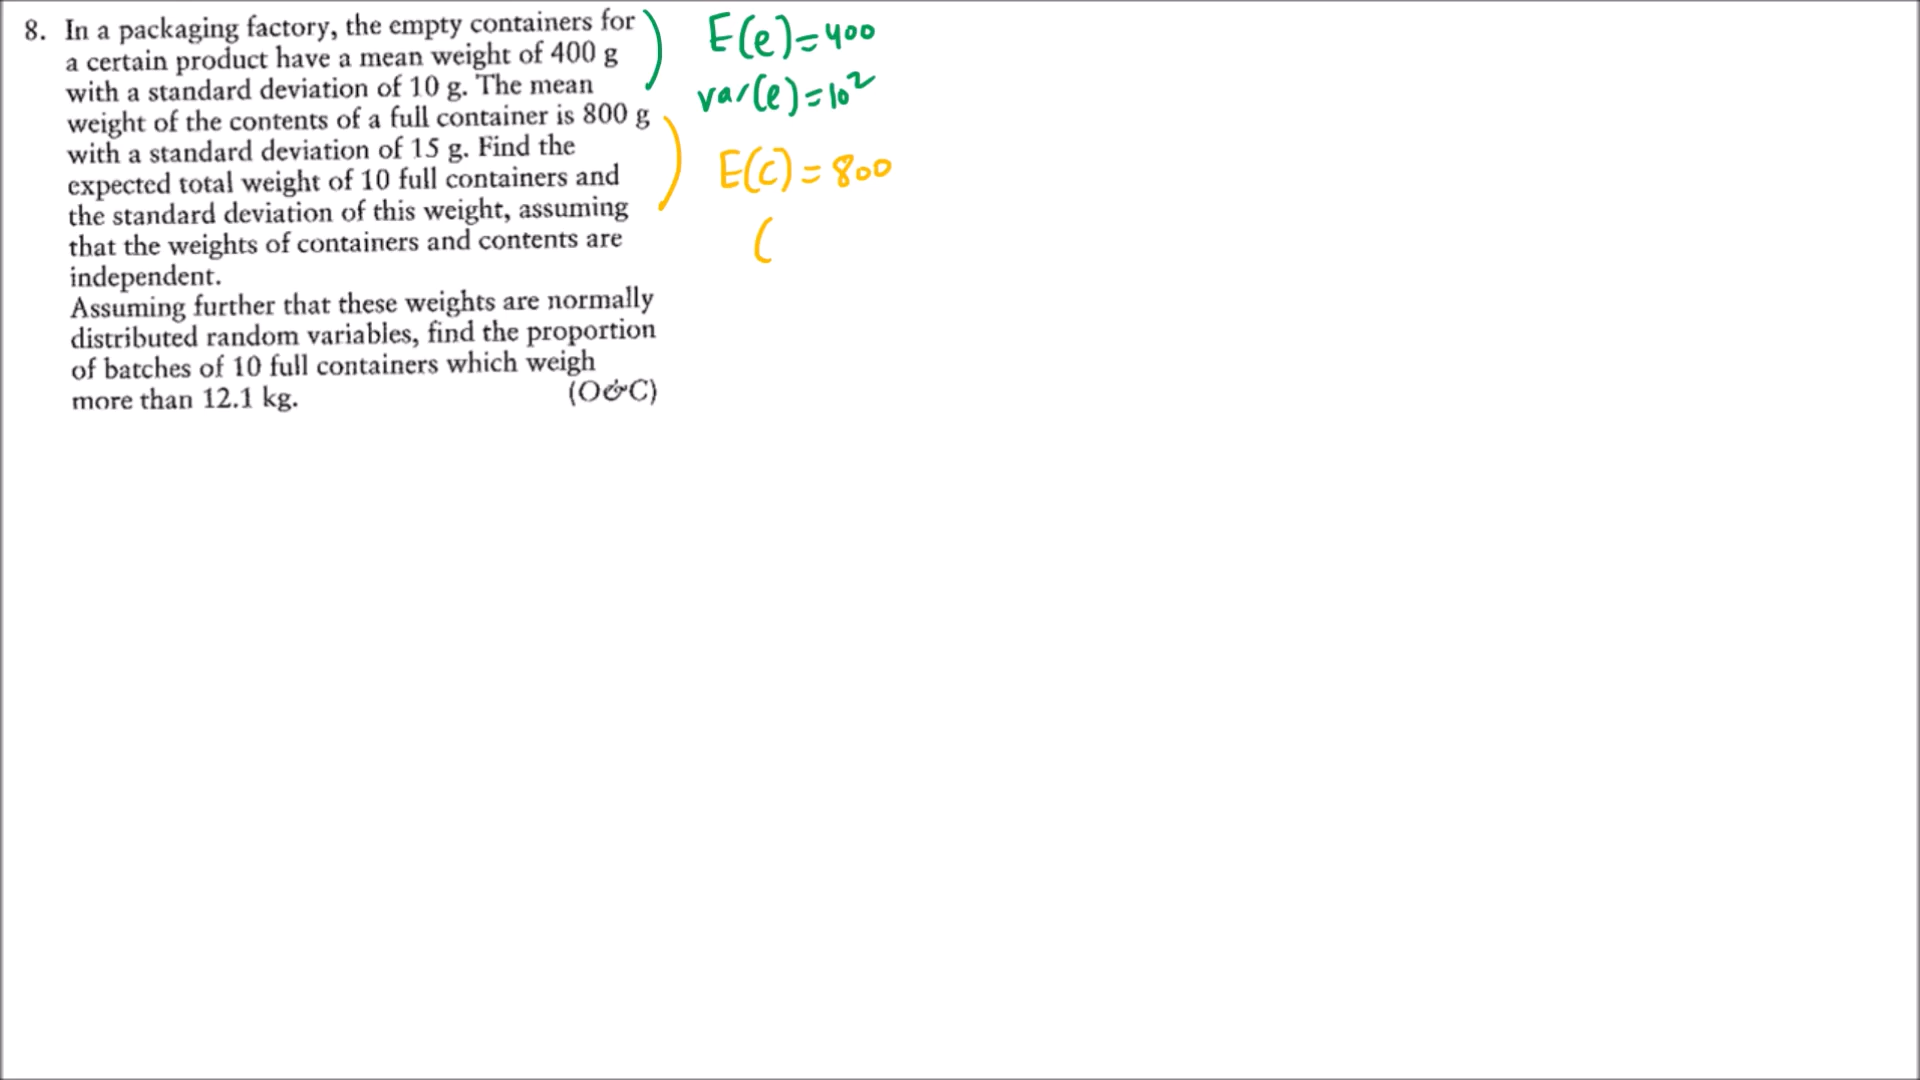 8. In a packaging factory, the empty containers for
a certain product have a mean weight of 400 g
with a standard deviation of 10 g. The mean
weight of the contents of a full container is 800 g
with a standard deviation of 15 g. Find the
expected total weight of 10 full containers and
the standard deviation of this weight, assuming
that the weights of containers and contents are
independent.
Assuming further that these weights are normally
distributed random variables, find the proportion
of batches of 10 full containers which weigh
more than 12.1 kg. (O&C)
E(e)=400
var(e)=10²
E(C)=800
(